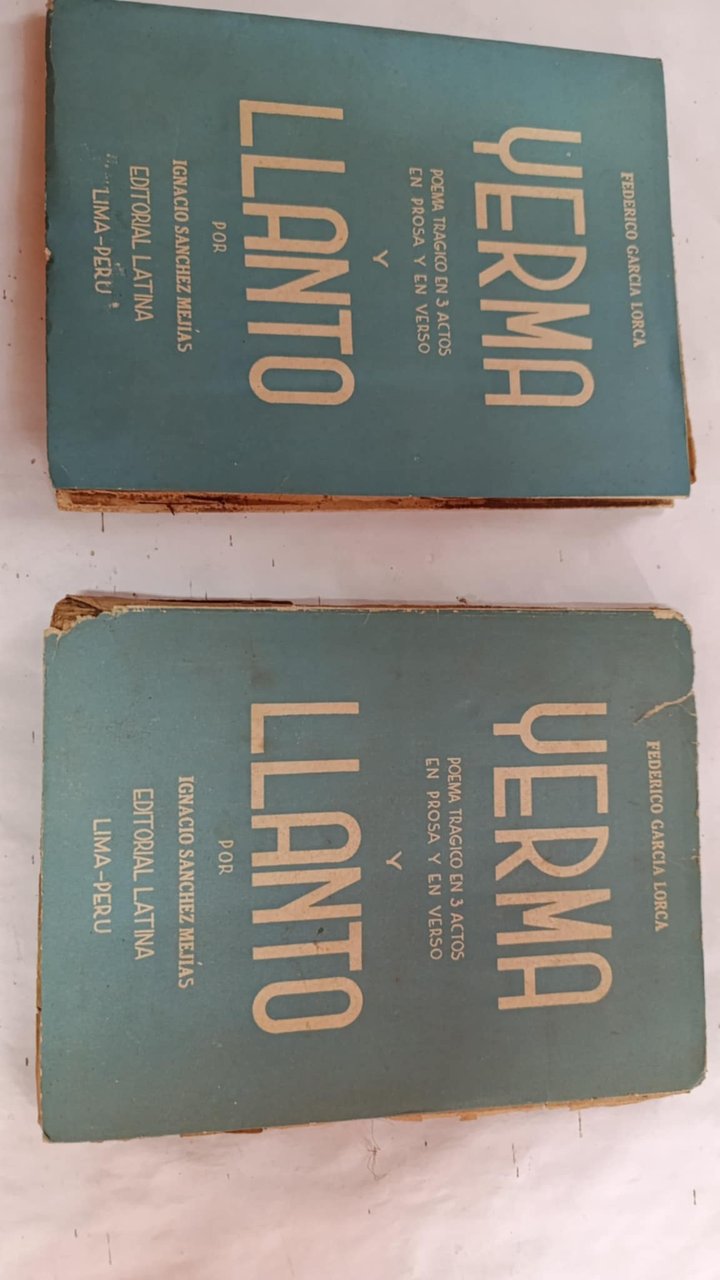 FEDERICO GARCIA LORCA
YERMA
POEMA TRAGICO EN 3 ACTOS
EN PROSA Y EN VERSO
Y
LLANTO
POR
IGNACIO SANCHEZ MEJÍAS
EDITORIAL LATINA
LIMA-PERU
FEDERICO GARCIA LORCA
YERMA
POEMA TRAGICO EN 3 ACTOS
EN PROSA Y EN VERSO
Y
LLANTO
POR
IGNACIO SANCHEZ MEJÍAS
EDITORIAL LATINA
LIMA-PERU